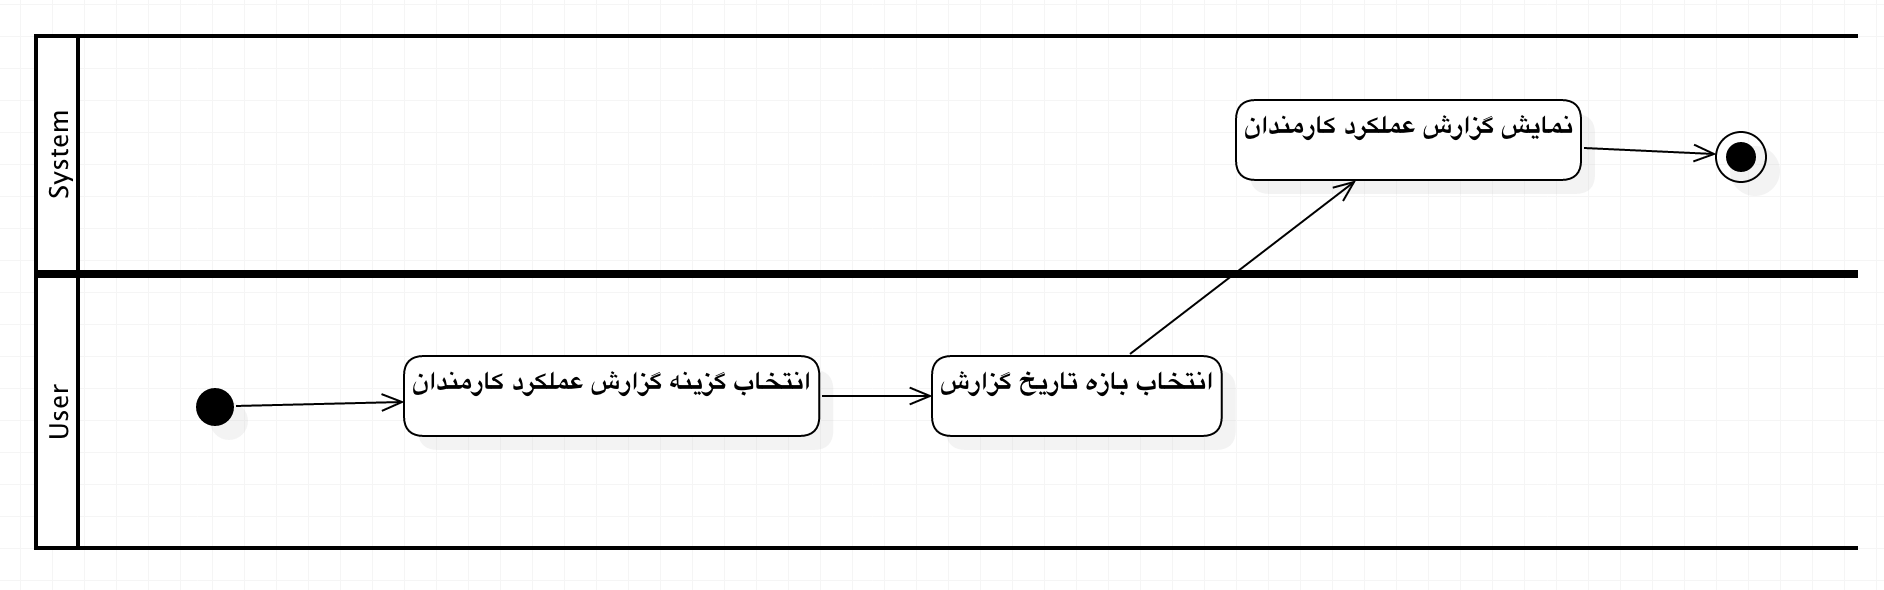 System
نمایش گزارش عملکرد کارمندان
User
انتخاب گزینه گزارش عملکرد کارمندان
انتخاب بازه تاریخ گزارش